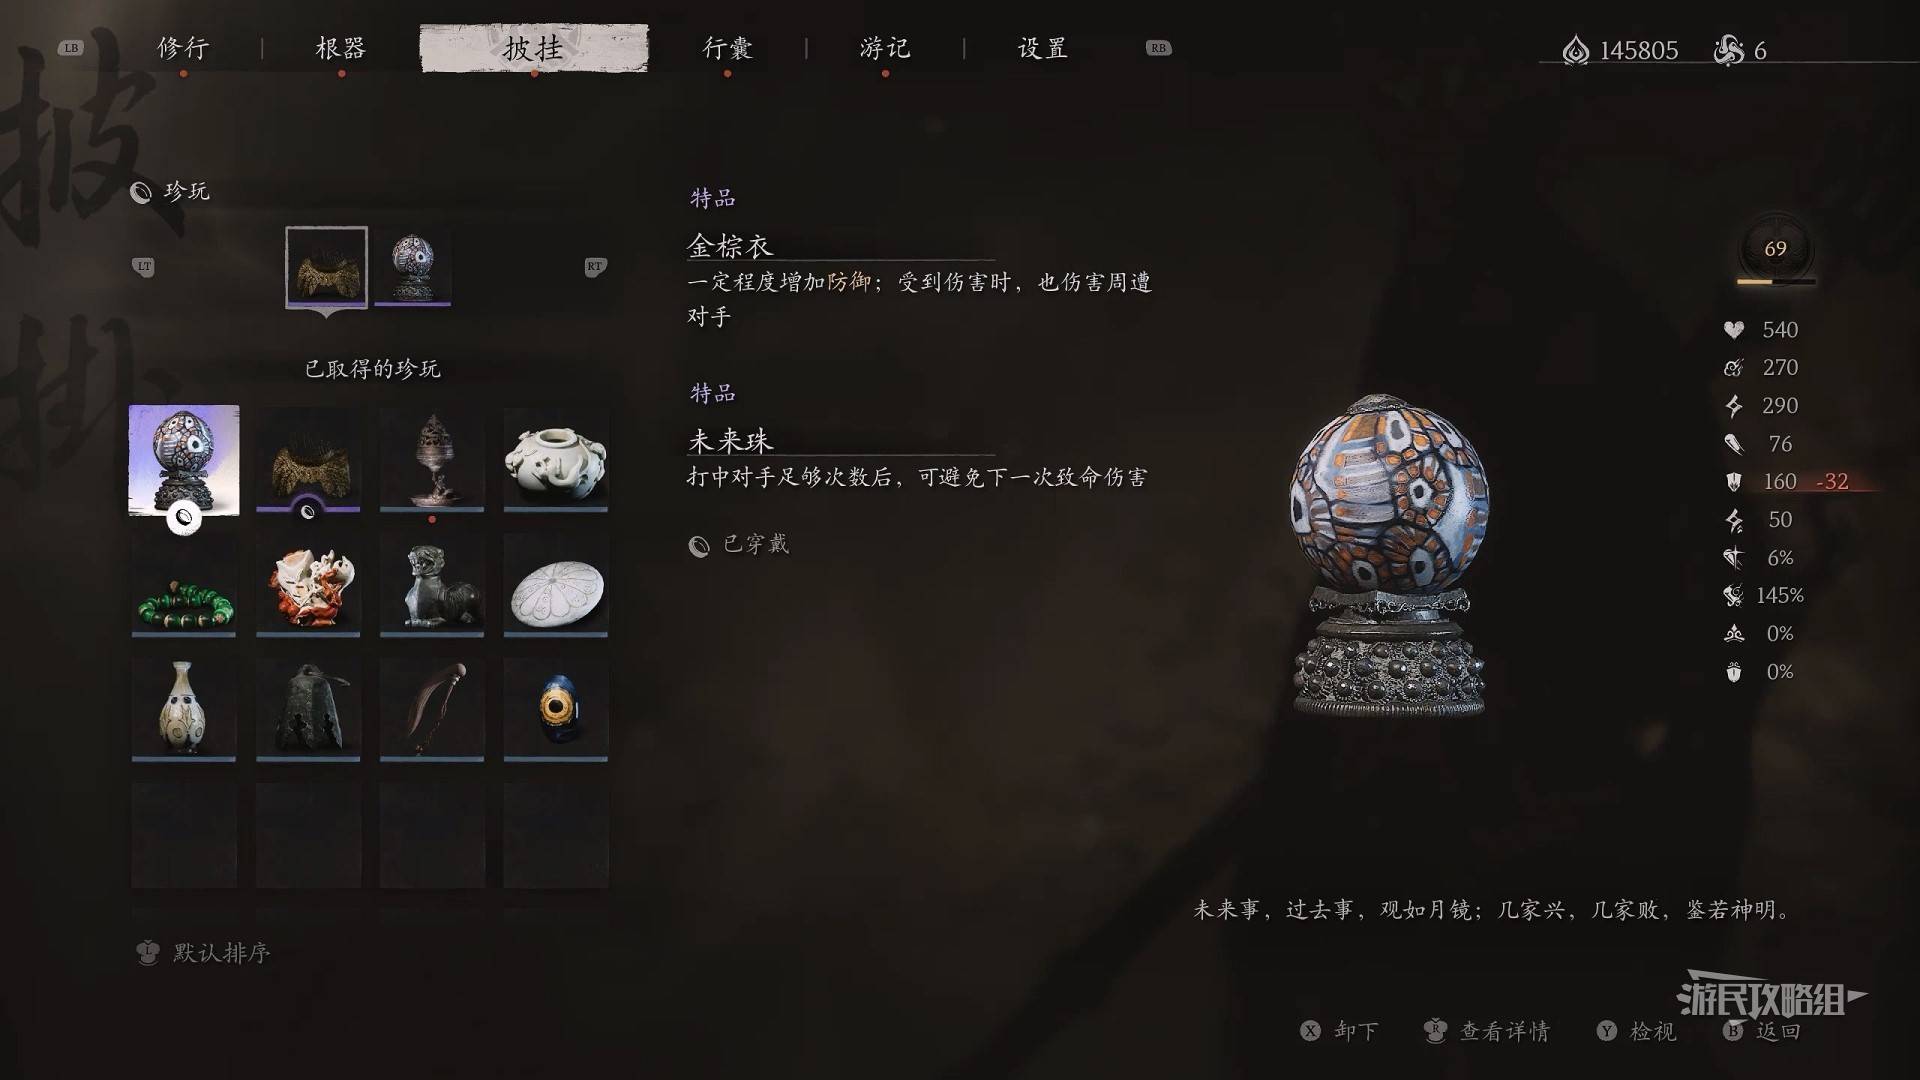 披掛
LB 修行 根器 披挂 行囊 游记 设置 RB
145805 6
珍玩
LT RT
已取得的珍玩
默认排序
特品
金棕衣
一定程度增加防御；受到伤害时，也伤害周遭
对手
特品
未来珠
打中对手足够次数后，可避免下一次致命伤害
已穿戴
69
540
270
290
76
160 -32
50
6%
145%
0%
0%
未来事，过去事，观如月镜；几家兴，几家败，鉴若神明。
游民攻略组
X 卸下 R 查看详情 Y 检视 B 返回